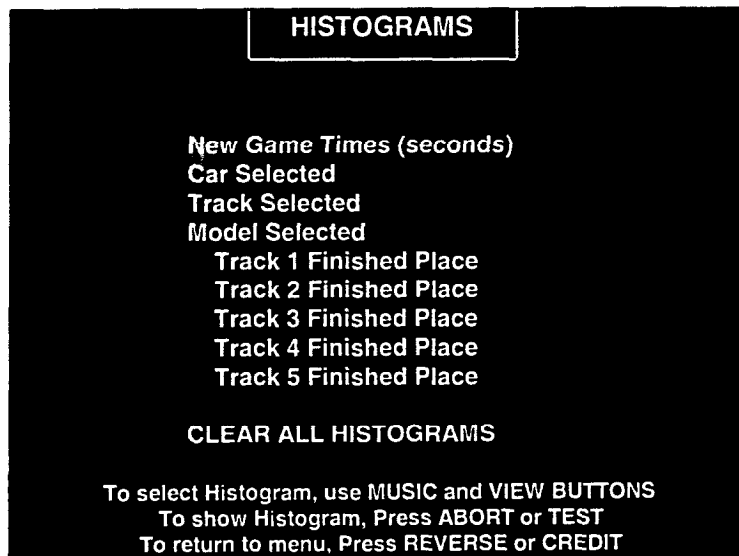 HISTOGRAMS
New Game Times (seconds)
Car Selected
Track Selected
Model Selected
Track 1 Finished Place
Track 2 Finished Place
Track 3 Finished Place
Track 4 Finished Place
Track 5 Finished Place
CLEAR ALL HISTOGRAMS
To select Histogram, use MUSIC and VIEW BUTTONS
To show Histogram, Press ABORT or TEST
To return to menu, Press REVERSE or CREDIT